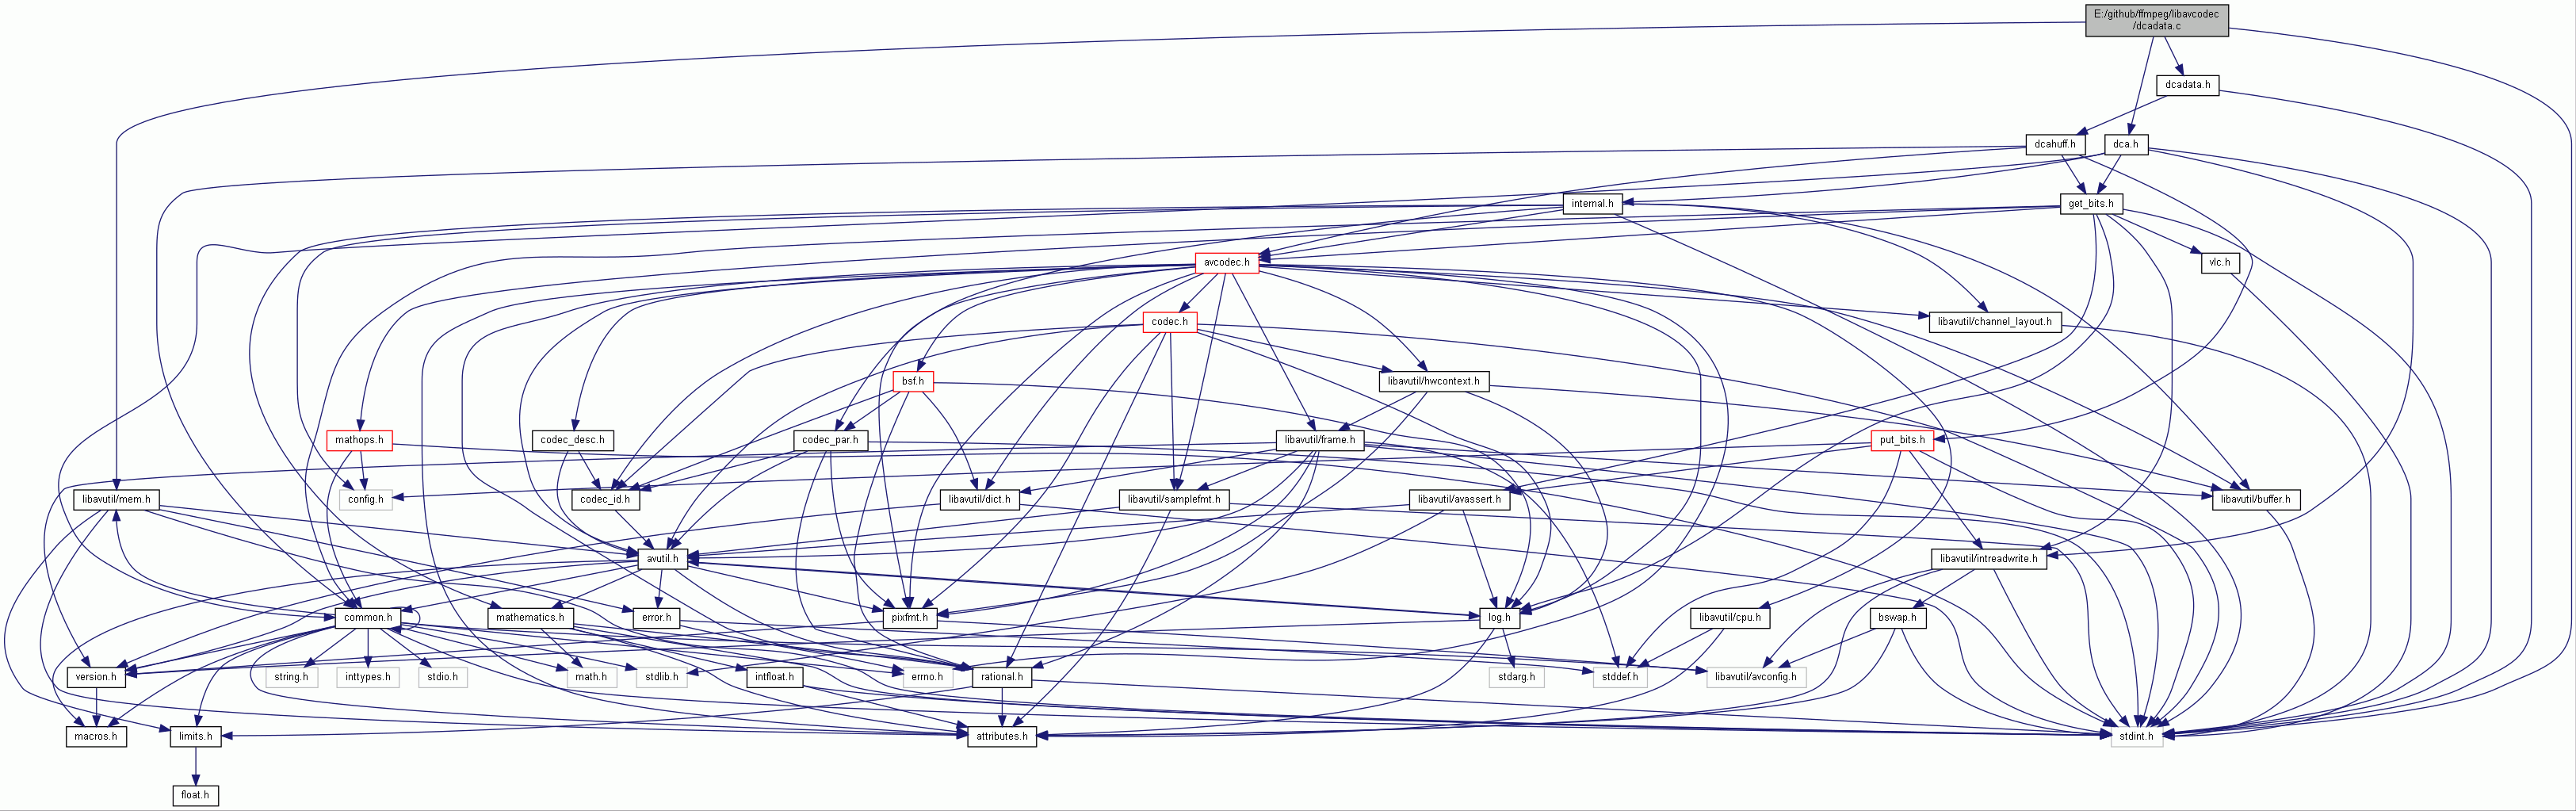 E:/github/ffmpeg/libavcodec
/dcadata.c
dcadata.h
dcahuff.h
dca.h
internal.h
get_bits.h
avcodec.h
vlc.h
codec.h
libavutil/channel_layout.h
bsf.h
libavutil/hwcontext.h
mathops.h
codec_desc.h
codec_par.h
libavutil/frame.h
put_bits.h
libavutil/mem.h
config.h
codec_id.h
libavutil/dict.h
libavutil/samplefmt.h
libavutil/avassert.h
libavutil/buffer.h
avutil.h
libavutil/intreadwrite.h
common.h
mathematics.h
error.h
pixfmt.h
log.h
libavutil/cpu.h
bswap.h
version.h
string.h
inttypes.h
stdio.h
math.h
stdlib.h
intfloat.h
errno.h
rational.h
stdarg.h
stddef.h
libavutil/avconfig.h
macros.h
limits.h
attributes.h
stdint.h
float.h